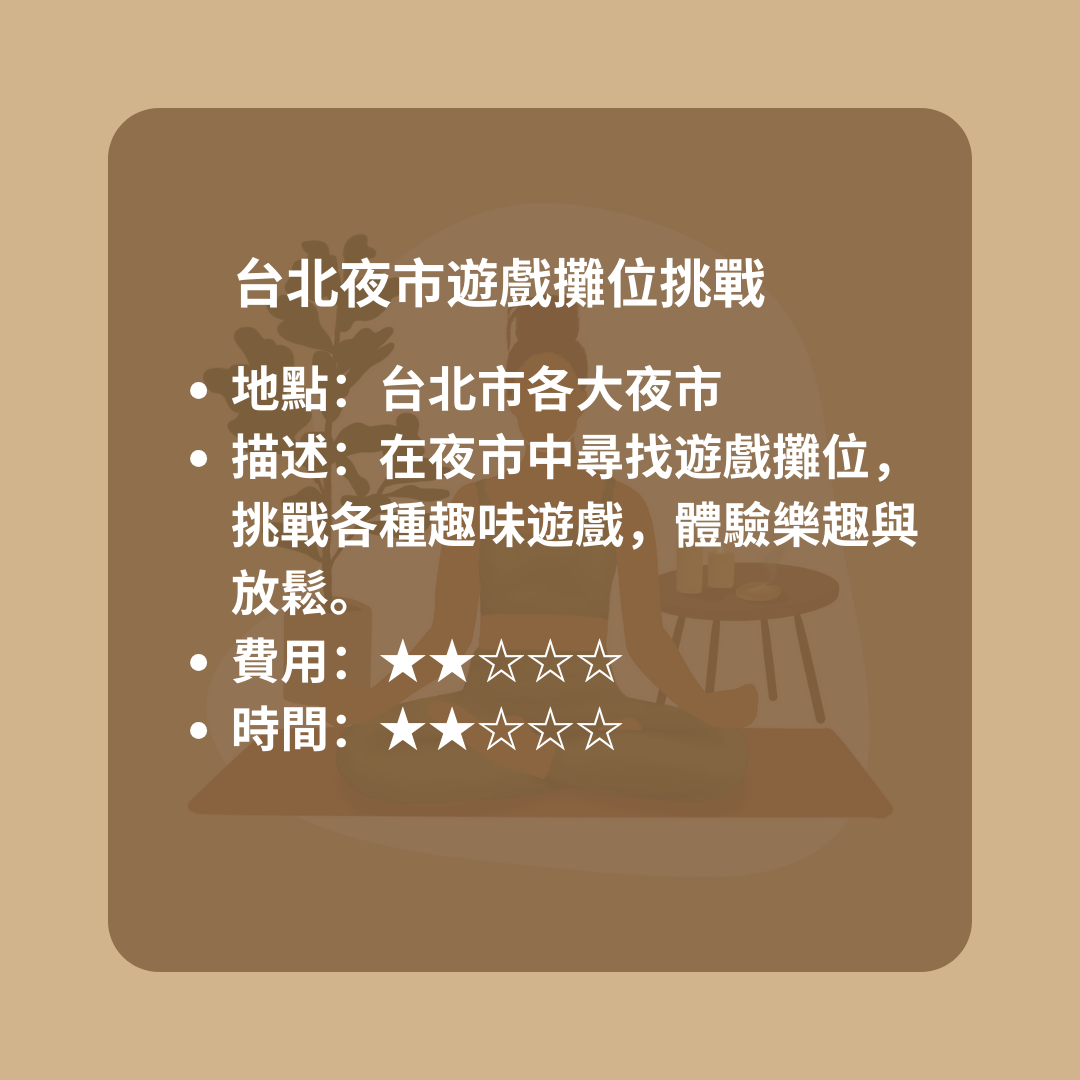 台北夜市遊戲攤位挑戰
• 地點：台北市各大夜市
• 描述：在夜市中尋找遊戲攤位，
挑戰各種趣味遊戲，體驗樂趣與
放鬆。
• 費用：★★☆☆☆
• 時間：★★☆☆☆